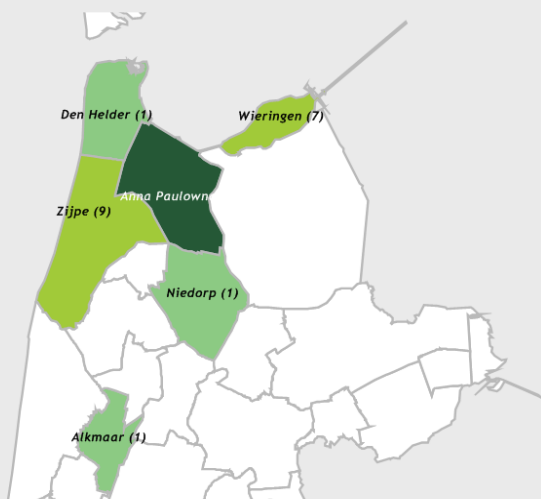 Den Helder (1)
Wieringen (7)
Anna Paulown
Zijpe (9)
Niedorp (1)
Alkmaar (1)